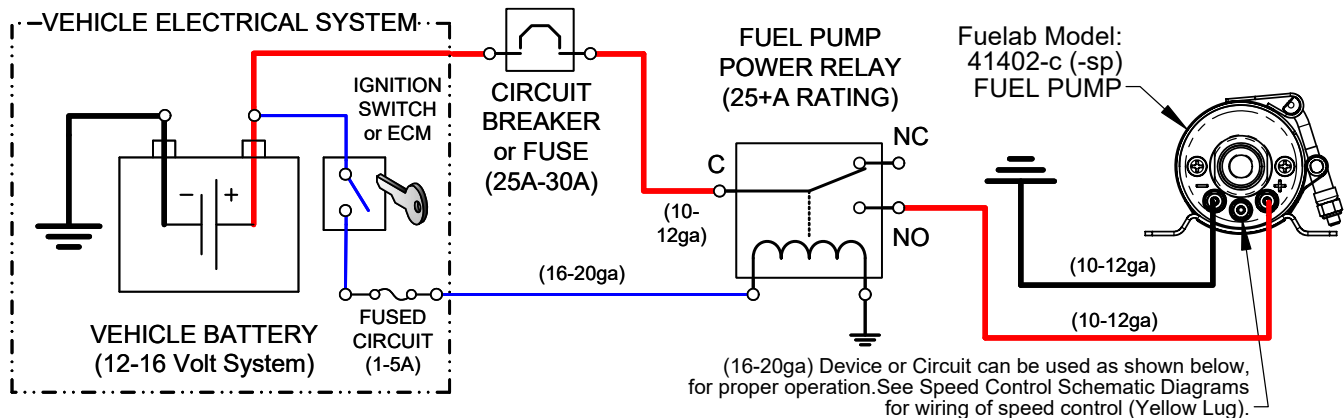 VEHICLE ELECTRICAL SYSTEM
IGNITION
SWITCH
or ECM
- +
VEHICLE BATTERY
(12-16 Volt System)
FUSED
CIRCUIT
(1-5A)
CIRCUIT
BREAKER
or FUSE
(25A-30A)
FUEL PUMP
POWER RELAY
(25+A RATING)
C
NC
NO
(10-
12ga)
(16-20ga)
Fuelab Model:
41402-c (-sp)
FUEL PUMP
- +
(10-12ga)
(10-12ga)
(16-20ga) Device or Circuit can be used as shown below,
for proper operation.See Speed Control Schematic Diagrams
for wiring of speed control (Yellow Lug).